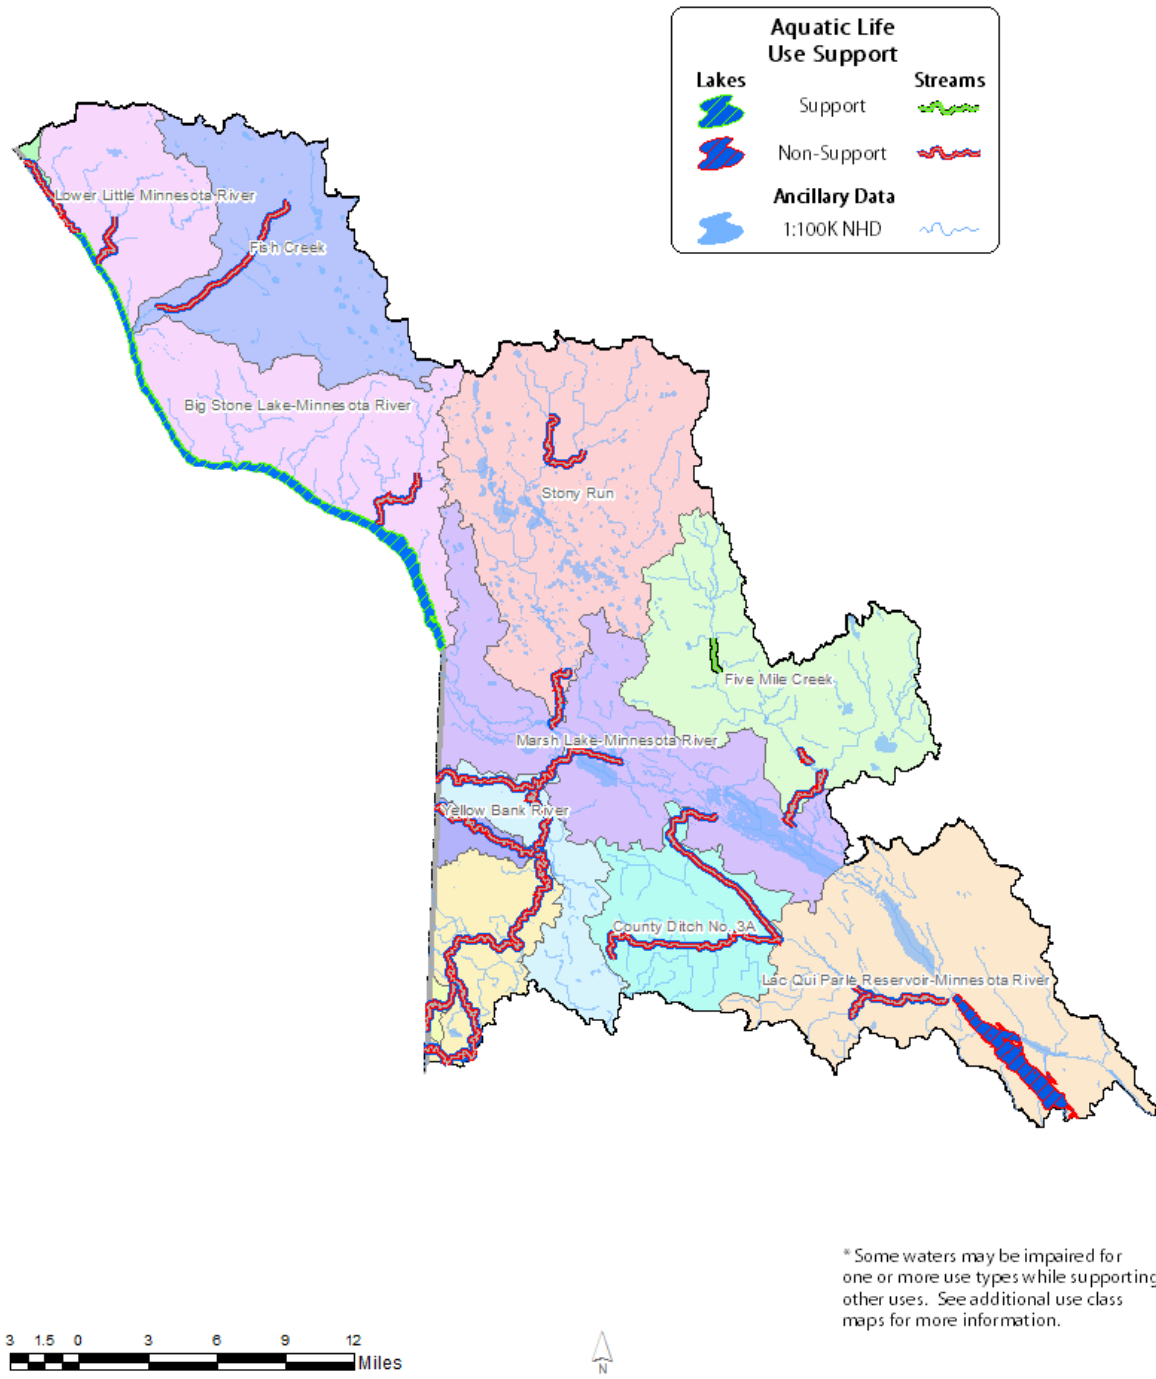 Aquatic Life
Use Support
Lakes Streams
Support
Non-Support
Ancillary Data
1:100K NHD
Lower Little Minnesota River
Fish Creek
Big Stone Lake-Minnesota River
Stony Run
Five Mile Creek
Marsh Lake-Minnesota River
Yellow Bank River
County Ditch No. 3A
Lac Qui Parle Reservoir-Minnesota River
* Some waters may be impaired for
one or more use types while supporting
other uses. See additional use class
maps for more information.
3 1.5 0 3 6 9 12
Miles
N